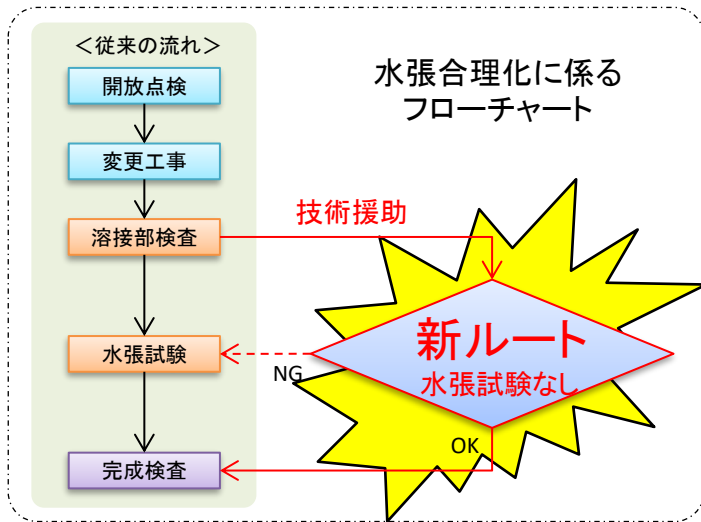 ＜従来の流れ＞
開放点検
変更工事
溶接部検査
水張試験
完成検査
水張合理化に係る
フローチャート
技術援助
新ルート
水張試験なし
NG
OK